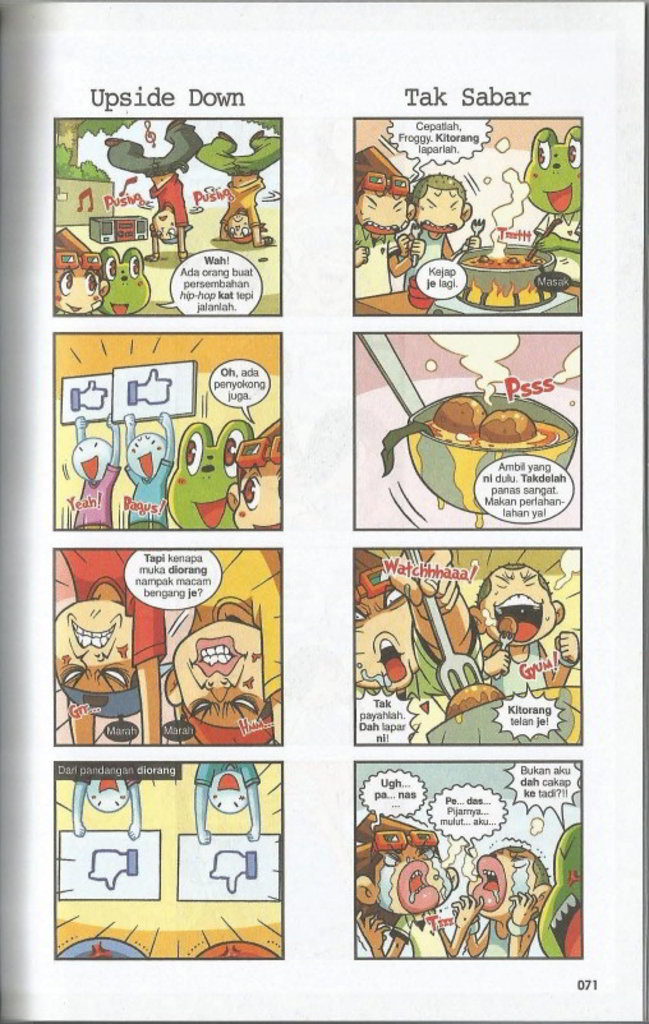 Upside Down
Pusing
Pusing
Wah!
Ada orang buat
persembahan
hip-hop kat tepi
jalanlah.
Oh, ada
penyokong
juga.
Yeah!
Bagus!
Tapi kenapa
muka diorang
nampak macam
bengang je?
Grr...
Marah
Marah
Dari pandangan diorang
Tak Sabar
Cepatlah,
Froggy. Kitorang
laparlah.
Kejap
je lagi.
Masak
Psss
Ambil yang
ni dulu. Takdelah
panas sangat.
Makan perlahan-
lahan ya!
Watchhhaaa!
Gyum!
Tak
payahlah.
Dah lapar
ni!
Kitorang
telan je!
Ugh...
pa... nas
...
Pe... das...
Pijarnya...
mulut... aku...
Bukan aku
dah cakap
ke tadi?!!
071